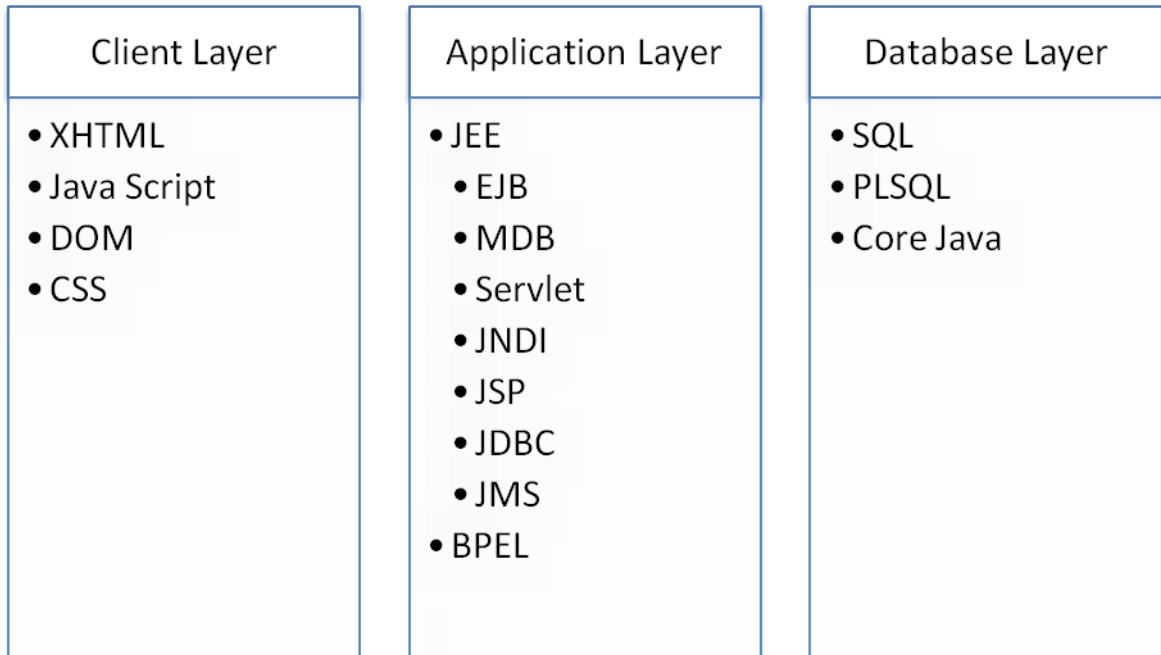 Client Layer
• XHTML
• Java Script
• DOM
• CSS
Application Layer
• JEE
• EJB
• MDB
• Servlet
• JNDI
• JSP
• JDBC
• JMS
• BPEL
Database Layer
• SQL
• PLSQL
• Core Java